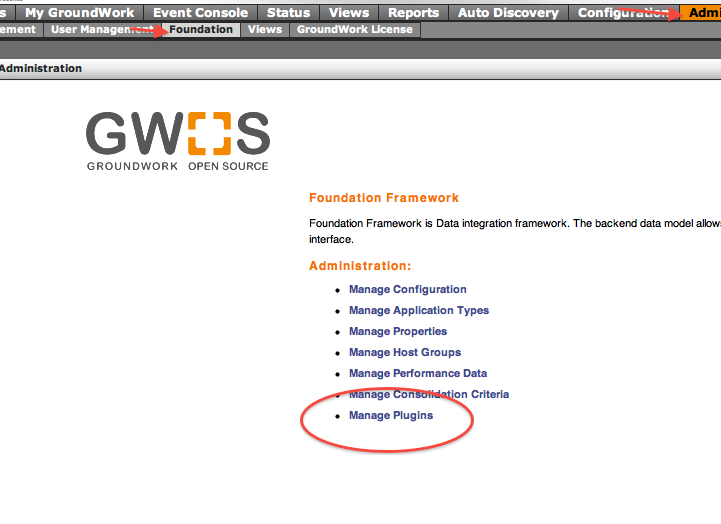 s My GroundWork Event Console Status Views Reports Auto Discovery Configuration Admi
ement User Management Foundation Views GroundWork License
Administration
GWOS
GROUNDWORK OPEN SOURCE
Foundation Framework
Foundation Framework is Data integration framework. The backend data model allows
interface.
Administration:
Manage Configuration
Manage Application Types
Manage Properties
Manage Host Groups
Manage Performance Data
Manage Consolidation Criteria
Manage Plugins